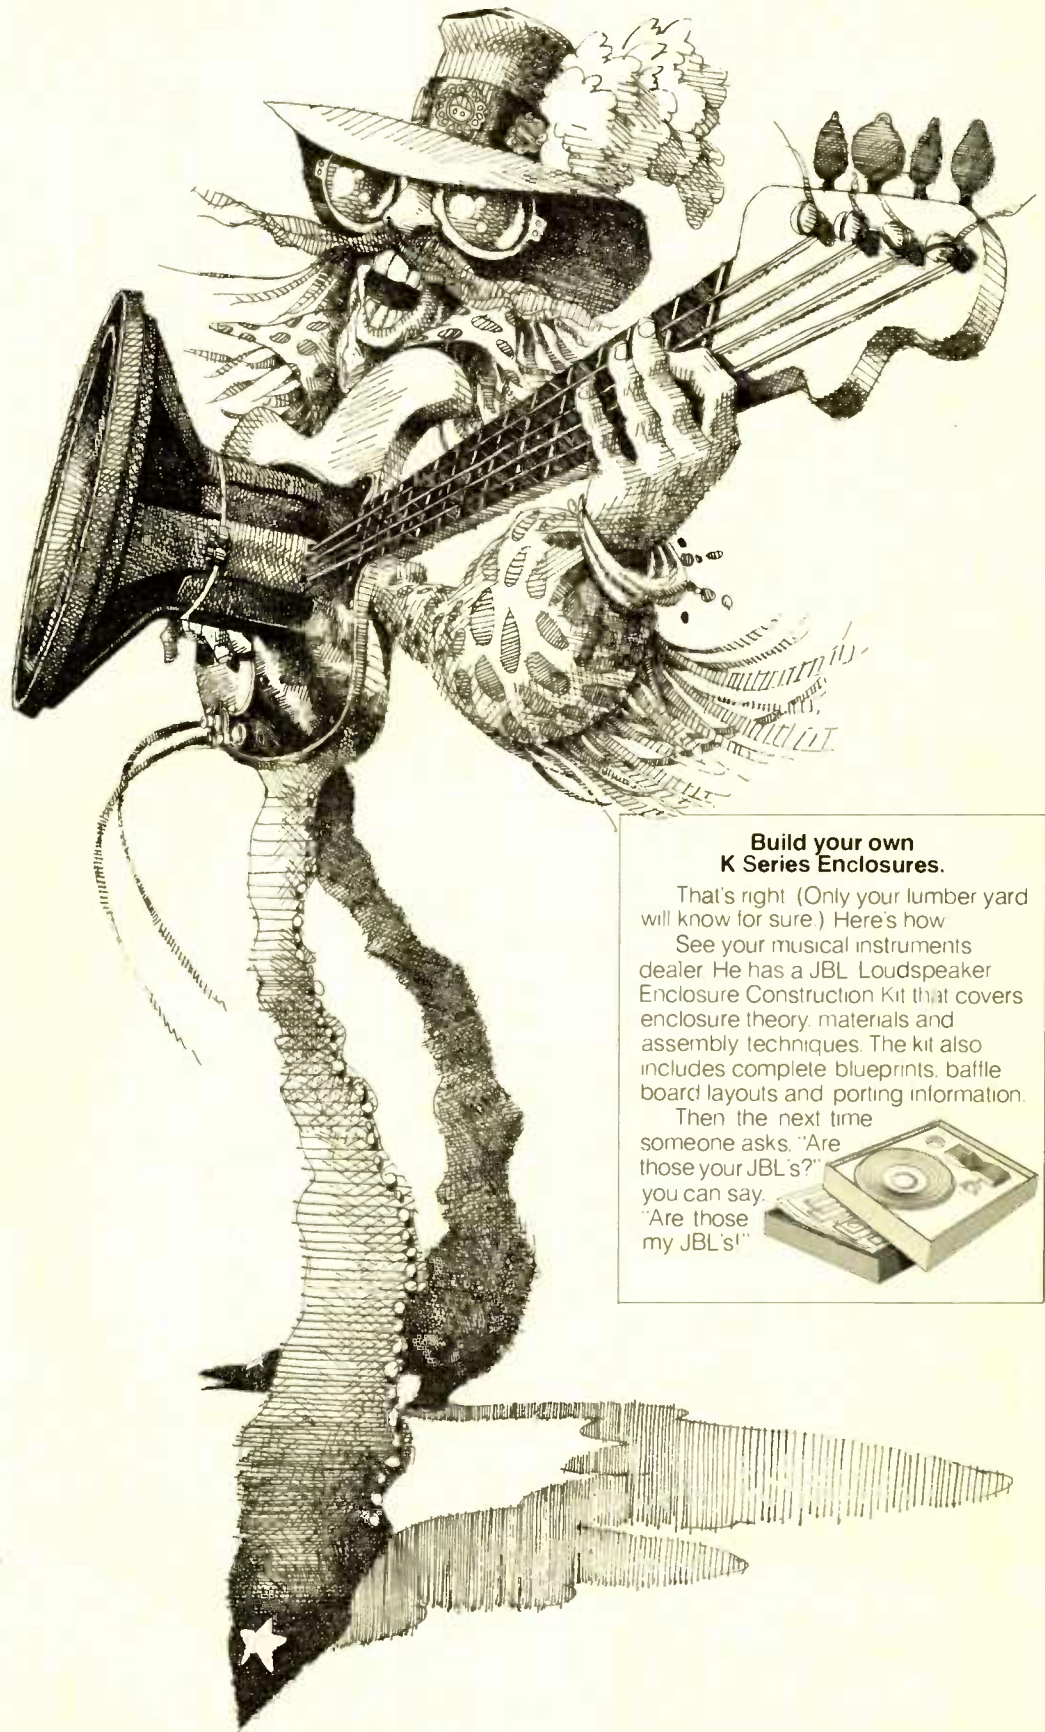 Build your own
K Series Enclosures.
That's right (Only your lumber yard
will know for sure.) Here's how
See your musical instruments
dealer He has a JBL Loudspeaker
Enclosure Construction Kit that covers
enclosure theory, materials and
assembly techniques. The kit also
includes complete blueprints, baffle
board layouts and porting information.
Then the next time
someone asks, "Are
those your JBL's?"
you can say,
"Are those
my JBL's!"